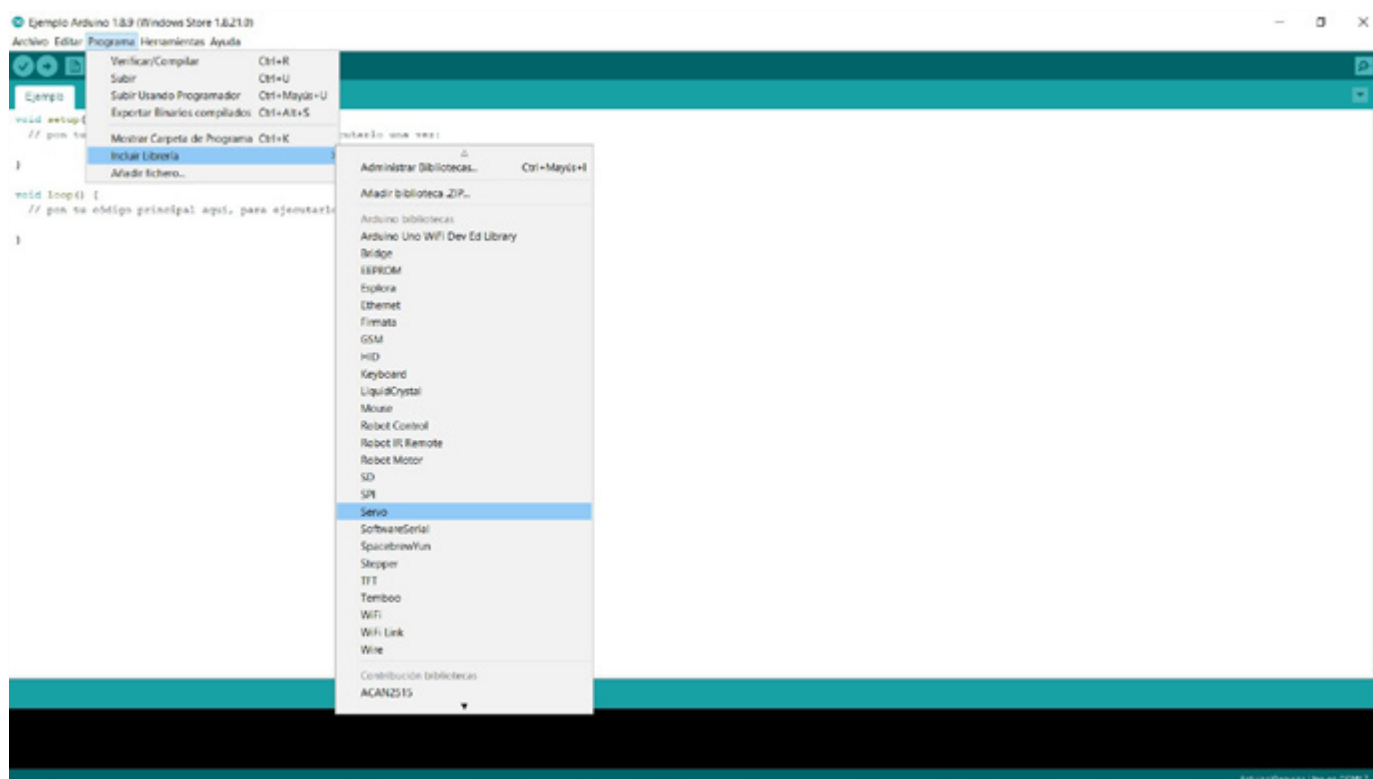 Ejemplo Arduino 1.8.9 (Windows Store 1.8.21.0)
Archivo Editar Programa Herramientas Ayuda
Verificar/Compilar Ctrl+R
Subir Ctrl+U
Subir Usando Programador Ctrl+Mayús+U
Exportar Binarios compilados Ctrl+Alt+S
Mostrar Carpeta de Programa Ctrl+K
Incluir Librería
Añadir fichero...
Ejemplo
void setup(
// pon tu
cutarlo una vez:
}
void loop() {
// pon tu código principal aquí, para ejecutarlo
}
Administrar Bibliotecas... Ctrl+Mayús+I
Añadir biblioteca .ZIP...
Arduino bibliotecas
Arduino Uno WiFi Dev Ed Library
Bridge
EEPROM
Esplora
Ethernet
Firmata
GSM
HID
Keyboard
LiquidCrystal
Mouse
Robot Control
Robot IR Remote
Robot Motor
SD
SPI
Servo
SoftwareSerial
SpacebrewYun
Stepper
TFT
Temboo
WiFi
WiFi Link
Wire
Contribución bibliotecas
ACAN2515